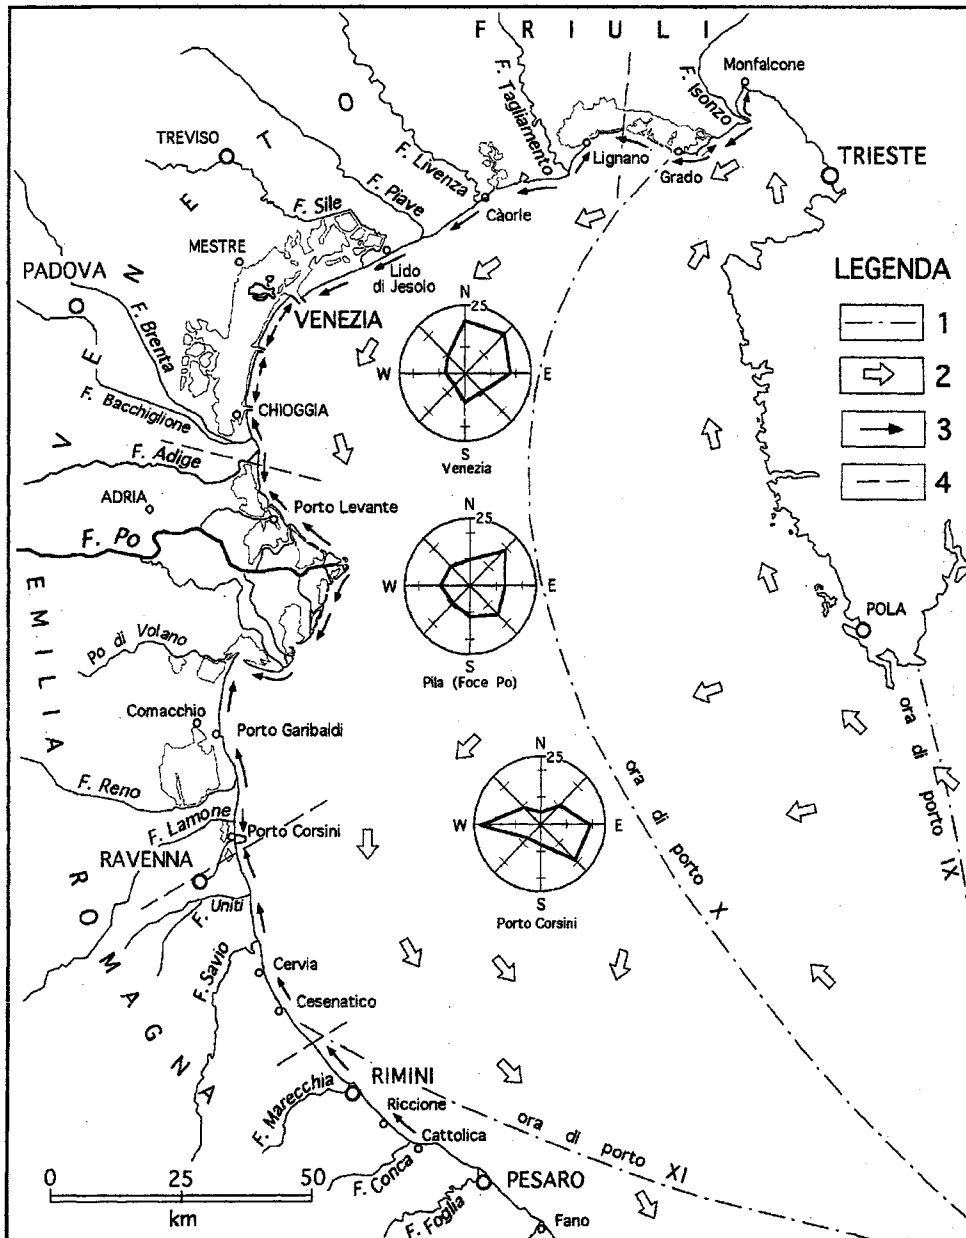 FRIULI
VENETO
EMILIA
ROMAGNA
Monfalcone
F. Isonzo
TRIESTE
F. Tagliamento
Lignano
Grado
F. Livenza
TREVISO
F. Piave
Càorle
F. Sile
MESTRE
Lido
di Jesolo
PADOVA
VENEZIA
F. Brenta
F. Bacchiglione
CHIOGGIA
F. Adige
ADRIA
Porto Levante
F. Po
Po di Volano
Comacchio
Porto Garibaldi
F. Reno
F. Lamone
Porto Corsini
RAVENNA
F. Uniti
F. Savio
Cervia
Cesenatico
RIMINI
F. Marecchia
Riccione
Cattolica
F. Conca
PESARO
F. Foglia
Fano
POLA
LEGENDA
1
2
3
4
N
25
W
E
S
Venezia
N
25
W
E
S
Pila (Foce Po)
N
25
W
E
S
Porto Corsini
ora di porto IX
ora di porto X
ora di porto XI
0 25 50
km